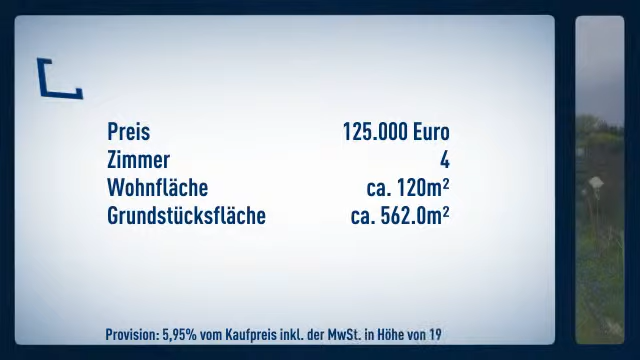 Preis 125.000 Euro
Zimmer 4
Wohnfläche ca. 120m²
Grundstücksfläche ca. 562.0m²
Provision: 5,95% vom Kaufpreis inkl. der MwSt. in Höhe von 19